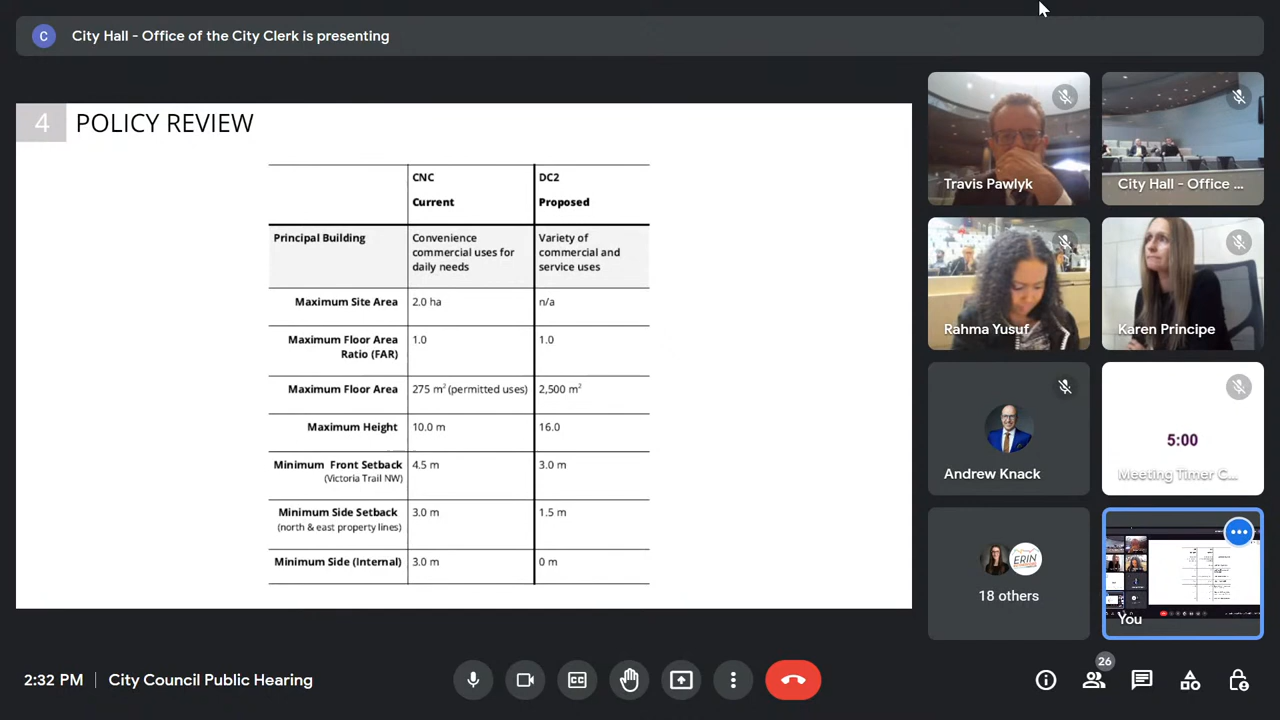 C
City Hall - Office of the City Clerk is presenting
4 POLICY REVIEW
CNC
Current
DC2
Proposed
Principal Building
Convenience
commercial uses for
daily needs
Variety of
commercial and
service uses
Maximum Site Area
2.0 ha
n/a
Maximum Floor Area
Ratio (FAR)
1.0
1.0
Maximum Floor Area
275 m² (permitted uses)
2,500 m²
Maximum Height
10.0 m
16.0
Minimum Front Setback
(Victoria Trail NW)
4.5 m
3.0 m
Minimum Side Setback
(north & east property lines)
3.0 m
1.5 m
Minimum Side (Internal)
3.0 m
0 m
Travis Pawlyk
City Hall - Office ...
Rahma Yusuf
Karen Principe
Andrew Knack
5:00
Meeting Timer C...
ERIN
18 others
You
2:32 PM
City Council Public Hearing
26